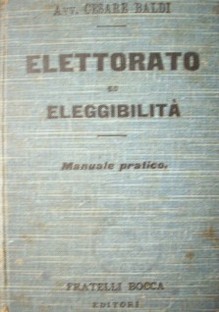 Avv. CESARE BALDI
ELETTORATO
ED
ELEGGIBILITÀ
Manuale pratico.
FRATELLI BOCCA
EDITORI